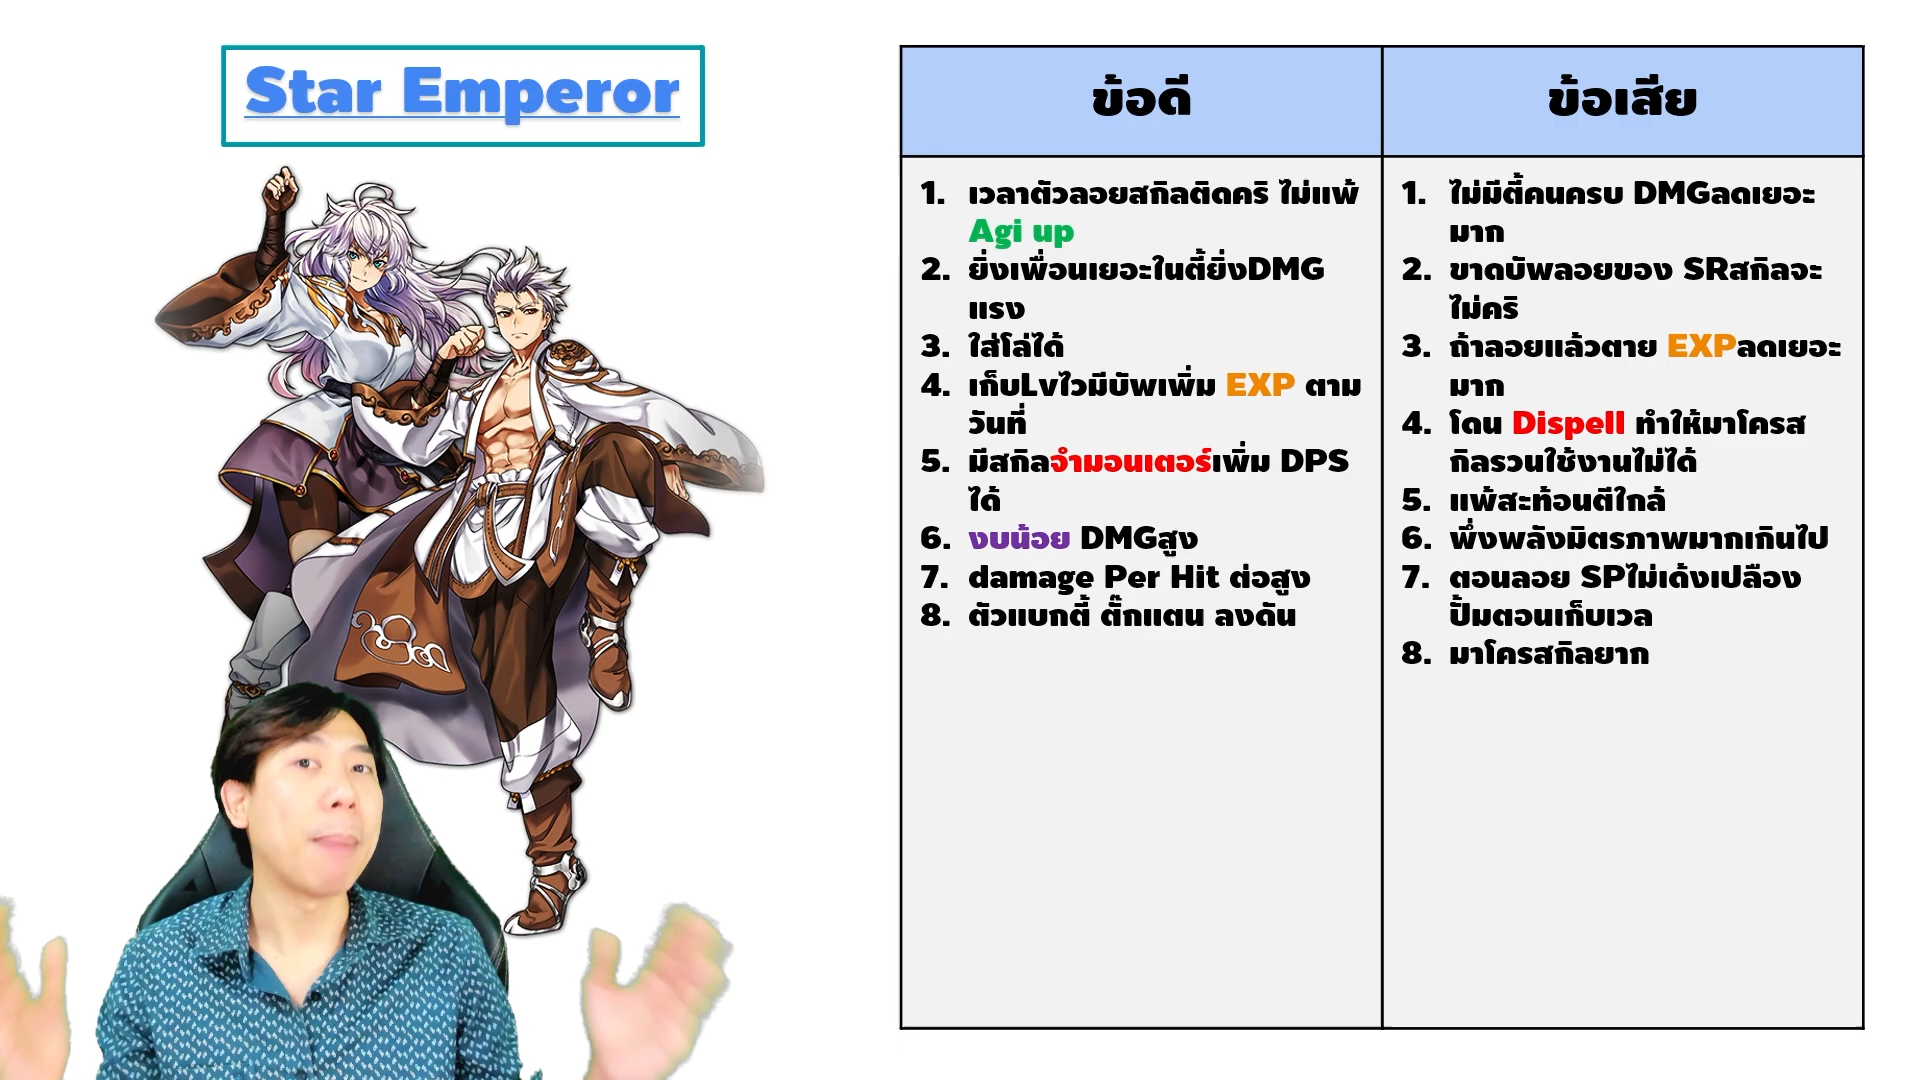 Star Emperor
ข้อดี
1. เวลาตัวลอยสกิลติดคริ ไม่แพ้
Agi up
2. ยิ่งเพื่อนเยอะในตี้ยิ่งDMG
แรง
3. ใส่โล่ได้
4. เก็บLvไวมีบัพเพิ่ม EXP ตาม
วันที่
5. มีสกิลจำมอนเตอร์เพิ่ม DPS
ได้
6. งบน้อย DMGสูง
7. damage Per Hit ต่อสูง
8. ตัวแบกตี้ ตั๊กแตน ลงดัน
ข้อเสีย
1. ไม่มีตี้คนครบ DMGลดเยอะ
มาก
2. ขาดบัพลอยของ SRสกิลจะ
ไม่คริ
3. ถ้าลอยแล้วตาย EXPลดเยอะ
มาก
4. โดน Dispell ทำให้มาโครส
กิลรวนใช้งานไม่ได้
5. แพ้สะท้อนตีใกล้
6. พึ่งพลังมิตรภาพมากเกินไป
7. ตอนลอย SPไม่เด้งเปลือง
ปั้มตอนเก็บเวล
8. มาโครสกิลยาก